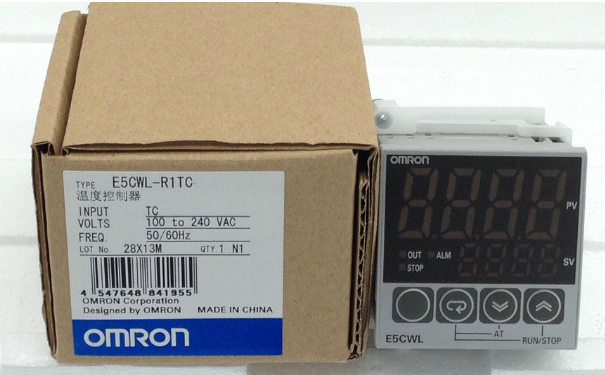 TYPE E5CWL-R1TC
温度控制器
INPUT TC
VOLTS 100 to 240 VAC
FREQ. 50/60Hz
LOT No. 28X13M QTY 1 N1
4 547648 841955
OMRON Corporation
Designed by OMRON MADE IN CHINA
OMRON
OMRON
PV
OUT ALM
STOP
SV
E5CWL
AT
RUN/STOP